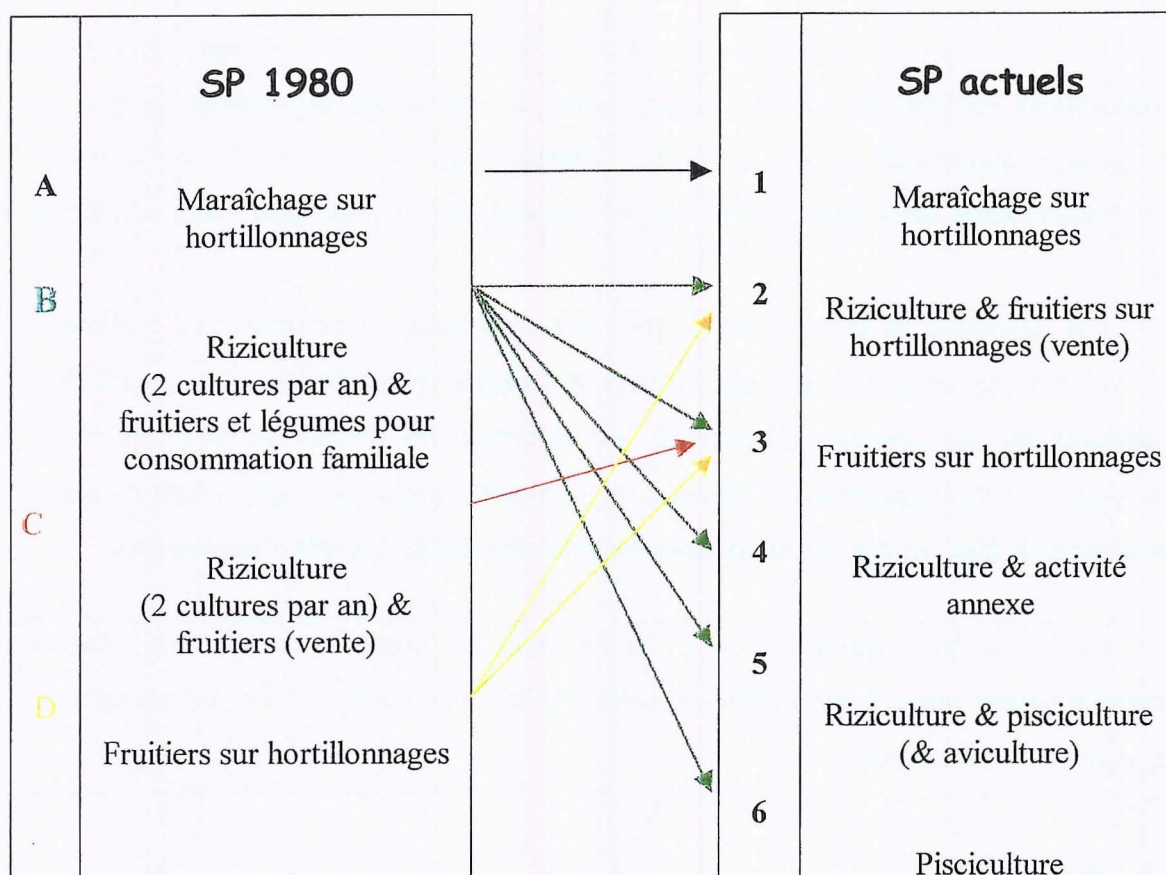 SP 1980
A
Maraîchage sur
hortillonnages
B
Riziculture
(2 cultures par an) &
fruitiers et légumes pour
consommation familiale
C
Riziculture
(2 cultures par an) &
fruitiers (vente)
D
Fruitiers sur hortillonnages
SP actuels
1
Maraîchage sur
hortillonnages
2
Riziculture & fruitiers sur
hortillonnages (vente)
3
Fruitiers sur hortillonnages
4
Riziculture & activité
annexe
5
Riziculture & pisciculture
(& aviculture)
6
Pisciculture